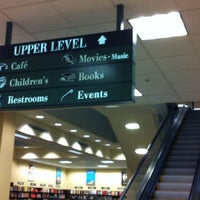 UPPER LEVEL
Café Movies • Music
Children's Books
Restrooms Events